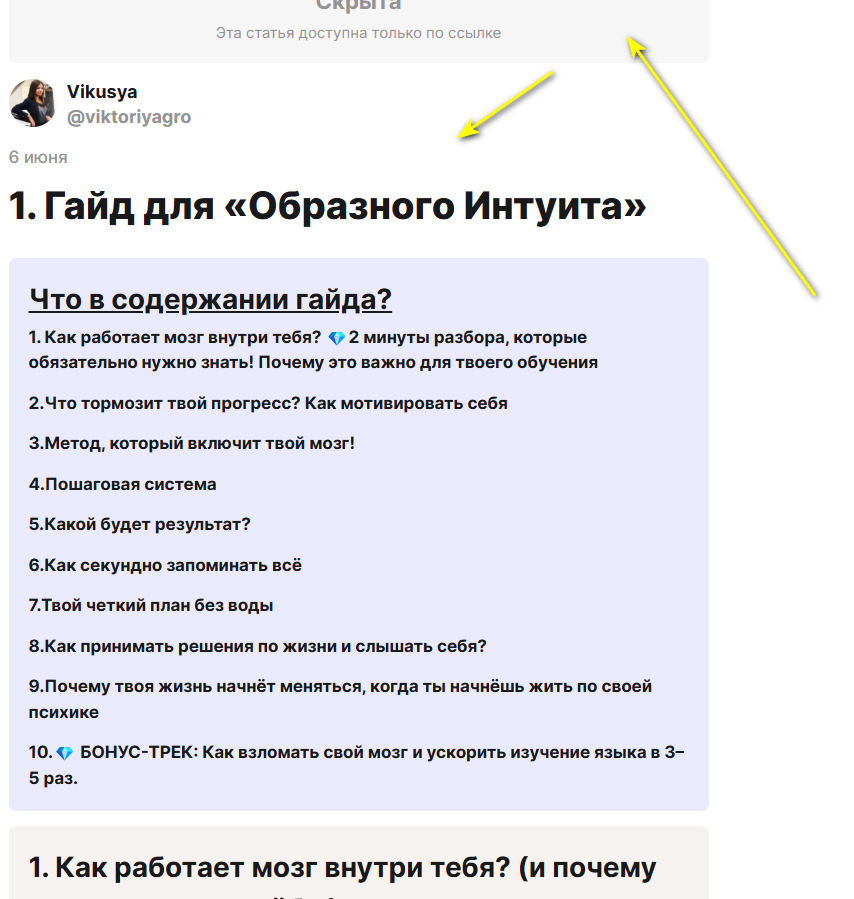 Скрыта
Эта статья доступна только по ссылке
Vikusya
@viktoriyagro
6 июня
1. Гайд для «Образного Интуита»
Что в содержании гайда?
1. Как работает мозг внутри тебя? 💎2 минуты разбора, которые
обязательно нужно знать! Почему это важно для твоего обучения
2.Что тормозит твой прогресс? Как мотивировать себя
3.Метод, который включит твой мозг!
4.Пошаговая система
5.Какой будет результат?
6.Как секундно запоминать всё
7.Твой четкий план без воды
8.Как принимать решения по жизни и слышать себя?
9.Почему твоя жизнь начнёт меняться, когда ты начнёшь жить по своей
психике
10.💎 БОНУС-ТРЕК: Как взломать свой мозг и ускорить изучение языка в 3–
5 раз.
1. Как работает мозг внутри тебя? (и почему